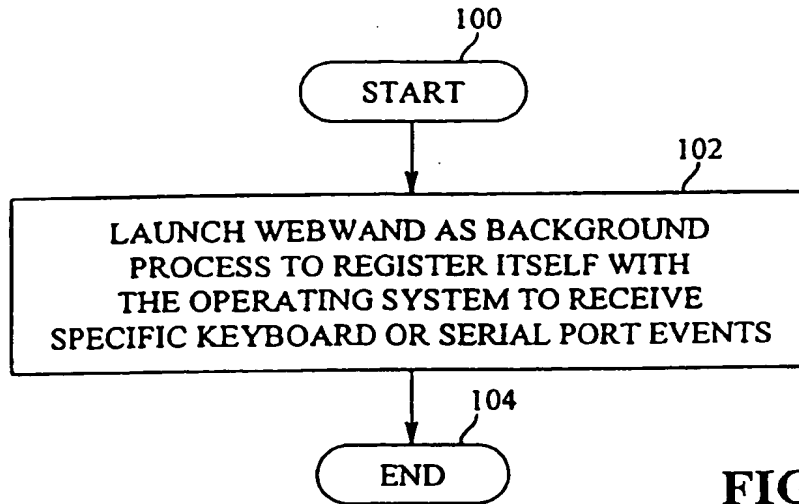 100
START
102
LAUNCH WEBWAND AS BACKGROUND
PROCESS TO REGISTER ITSELF WITH
THE OPERATING SYSTEM TO RECEIVE
SPECIFIC KEYBOARD OR SERIAL PORT EVENTS
104
END
FIG